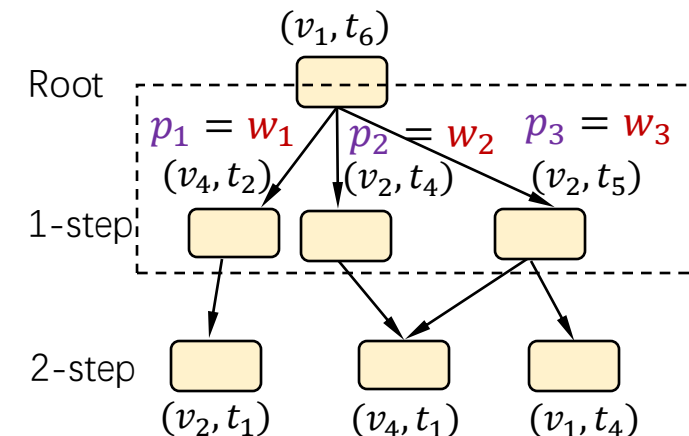 (v₁, t₆)
Root
p₁ = w₁ p₂ = w₂ p₃ = w₃
(v₄, t₂) (v₂, t₄) (v₂, t₅)
1-step
2-step
(v₂, t₁) (v₄, t₁) (v₁, t₄)